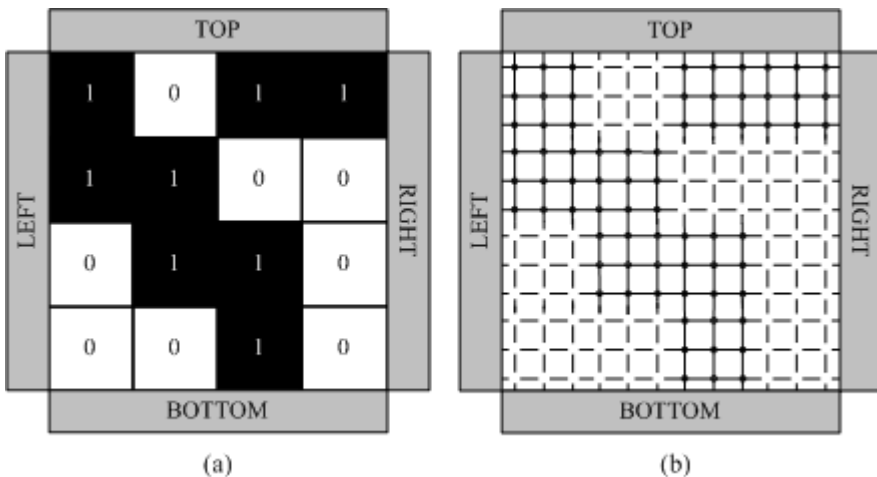 TOP TOP
LEFT RIGHT LEFT RIGHT
1 0 1 1
1 1 0 0
0 1 1 0
0 0 1 0
BOTTOM BOTTOM
(a) (b)